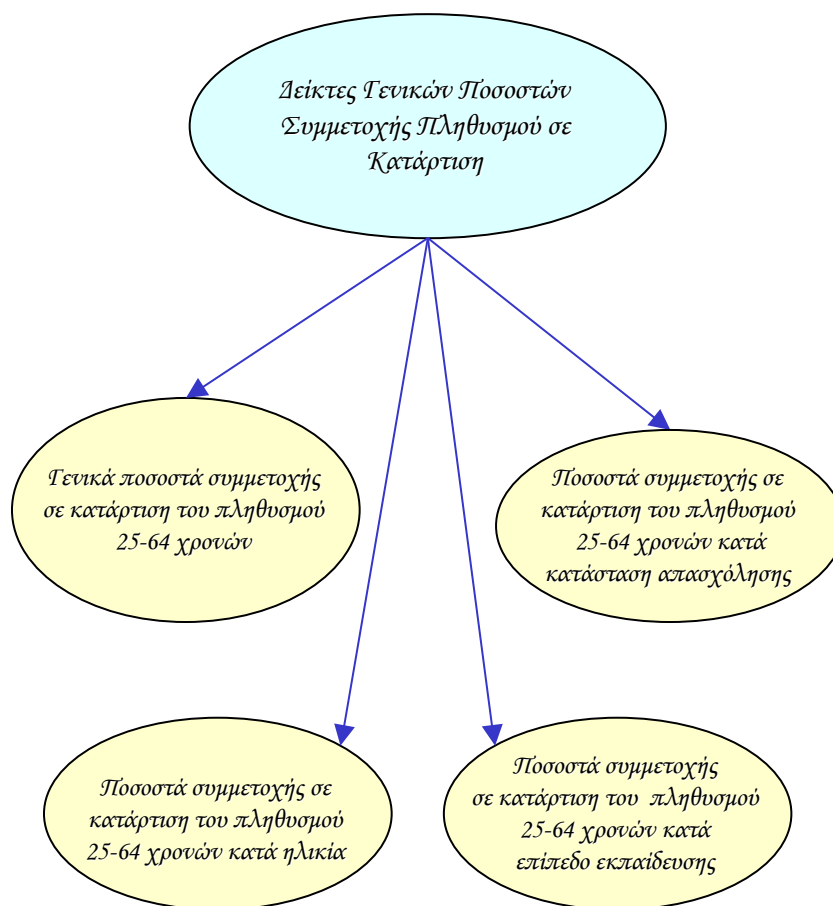 Δείκτες Γενικών Ποσοστών
Συμμετοχής Πληθυσμού σε
Κατάρτιση
Γενικά ποσοστά συμμετοχής
σε κατάρτιση του πληθυσμού
25-64 χρονών
Ποσοστά συμμετοχής σε
κατάρτιση του πληθυσμού
25-64 χρονών κατά
κατάσταση απασχόλησης
Ποσοστά συμμετοχής σε
κατάρτιση του πληθυσμού
25-64 χρονών κατά ηλικία
Ποσοστά συμμετοχής
σε κατάρτιση του πληθυσμού
25-64 χρονών κατά
επίπεδο εκπαίδευσης